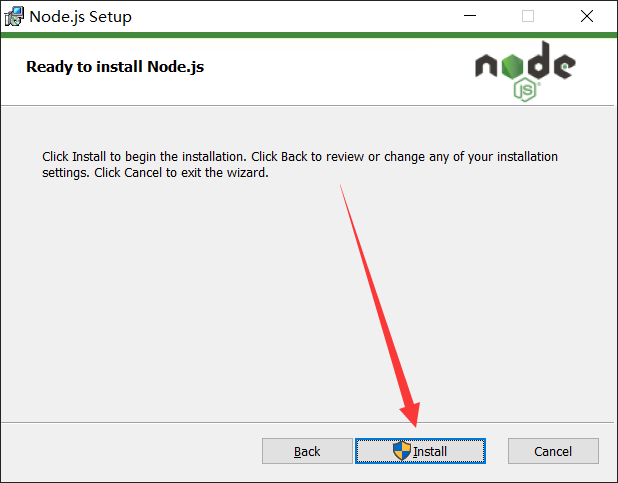 Node.js Setup
Ready to install Node.js
node
JS
Click Install to begin the installation. Click Back to review or change any of your installation
settings. Click Cancel to exit the wizard.
Back
Install
Cancel